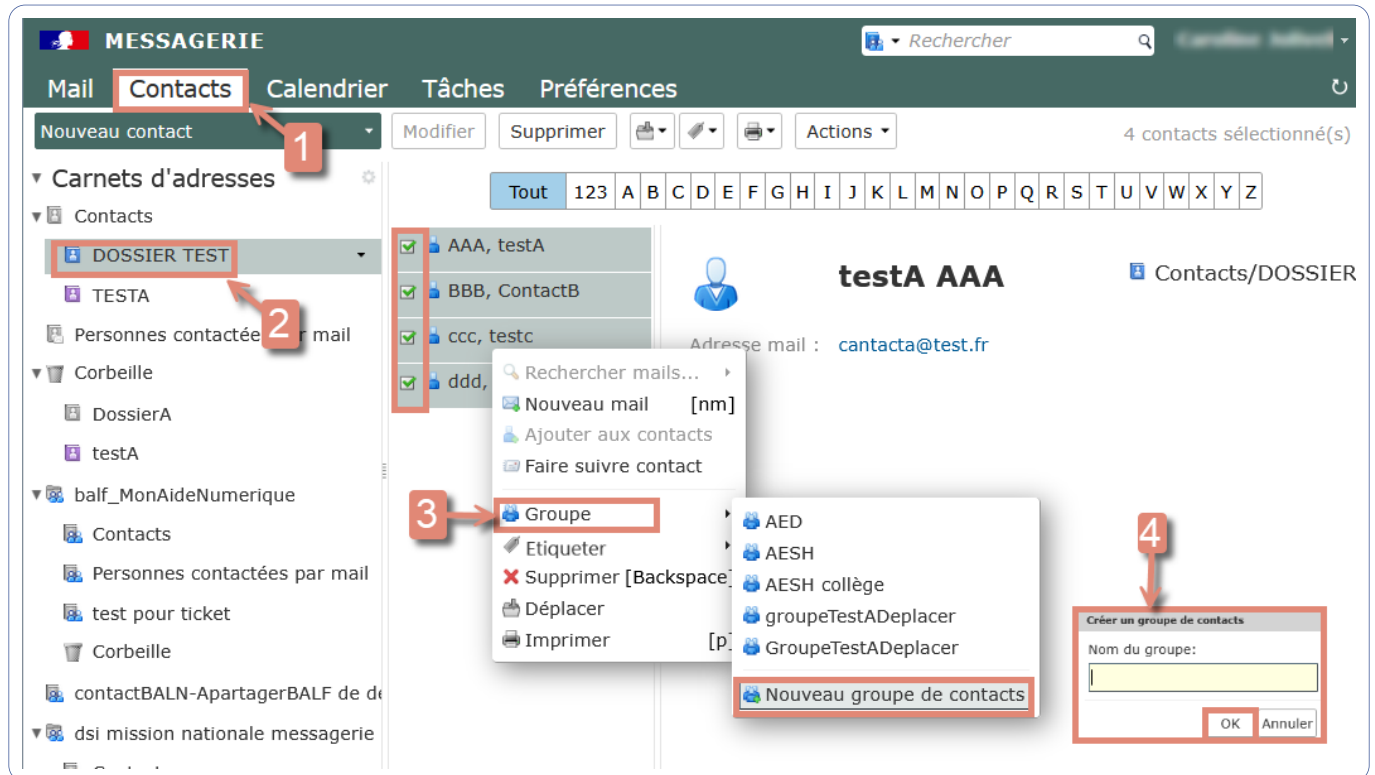 MESSAGERIE
Rechercher
Mail Contacts Calendrier Tâches Préférences
1
Nouveau contact
Modifier Supprimer Actions 4 contacts sélectionné(s)
Carnets d'adresses
Tout 123 A B C D E F G H I J K L M N O P Q R S T U V W X Y Z
Contacts
DOSSIER TEST
2
TESTA
Personnes contactées mail
Corbeille
DossierA
testA
balf_MonAideNumerique
Contacts
Personnes contactées par mail
test pour ticket
Corbeille
contactBALN-ApartagerBALF de
dsi mission nationale messagerie
AAA, testA
BBB, ContactB
ccc, testc
ddd,
testA AAA
Contacts/DOSSIER
Adresse mail : cantacta@test.fr
Rechercher mails...
Nouveau mail [nm]
Ajouter aux contacts
Faire suivre contact
3
Groupe
Etiqueter
Supprimer [Backspace]
Déplacer
Imprimer [p]
AED
AESH
AESH collège
groupeTestADeplacer
GroupeTestADeplacer
Nouveau groupe de contacts
4
Créer un groupe de contacts
Nom du groupe:
OK Annuler